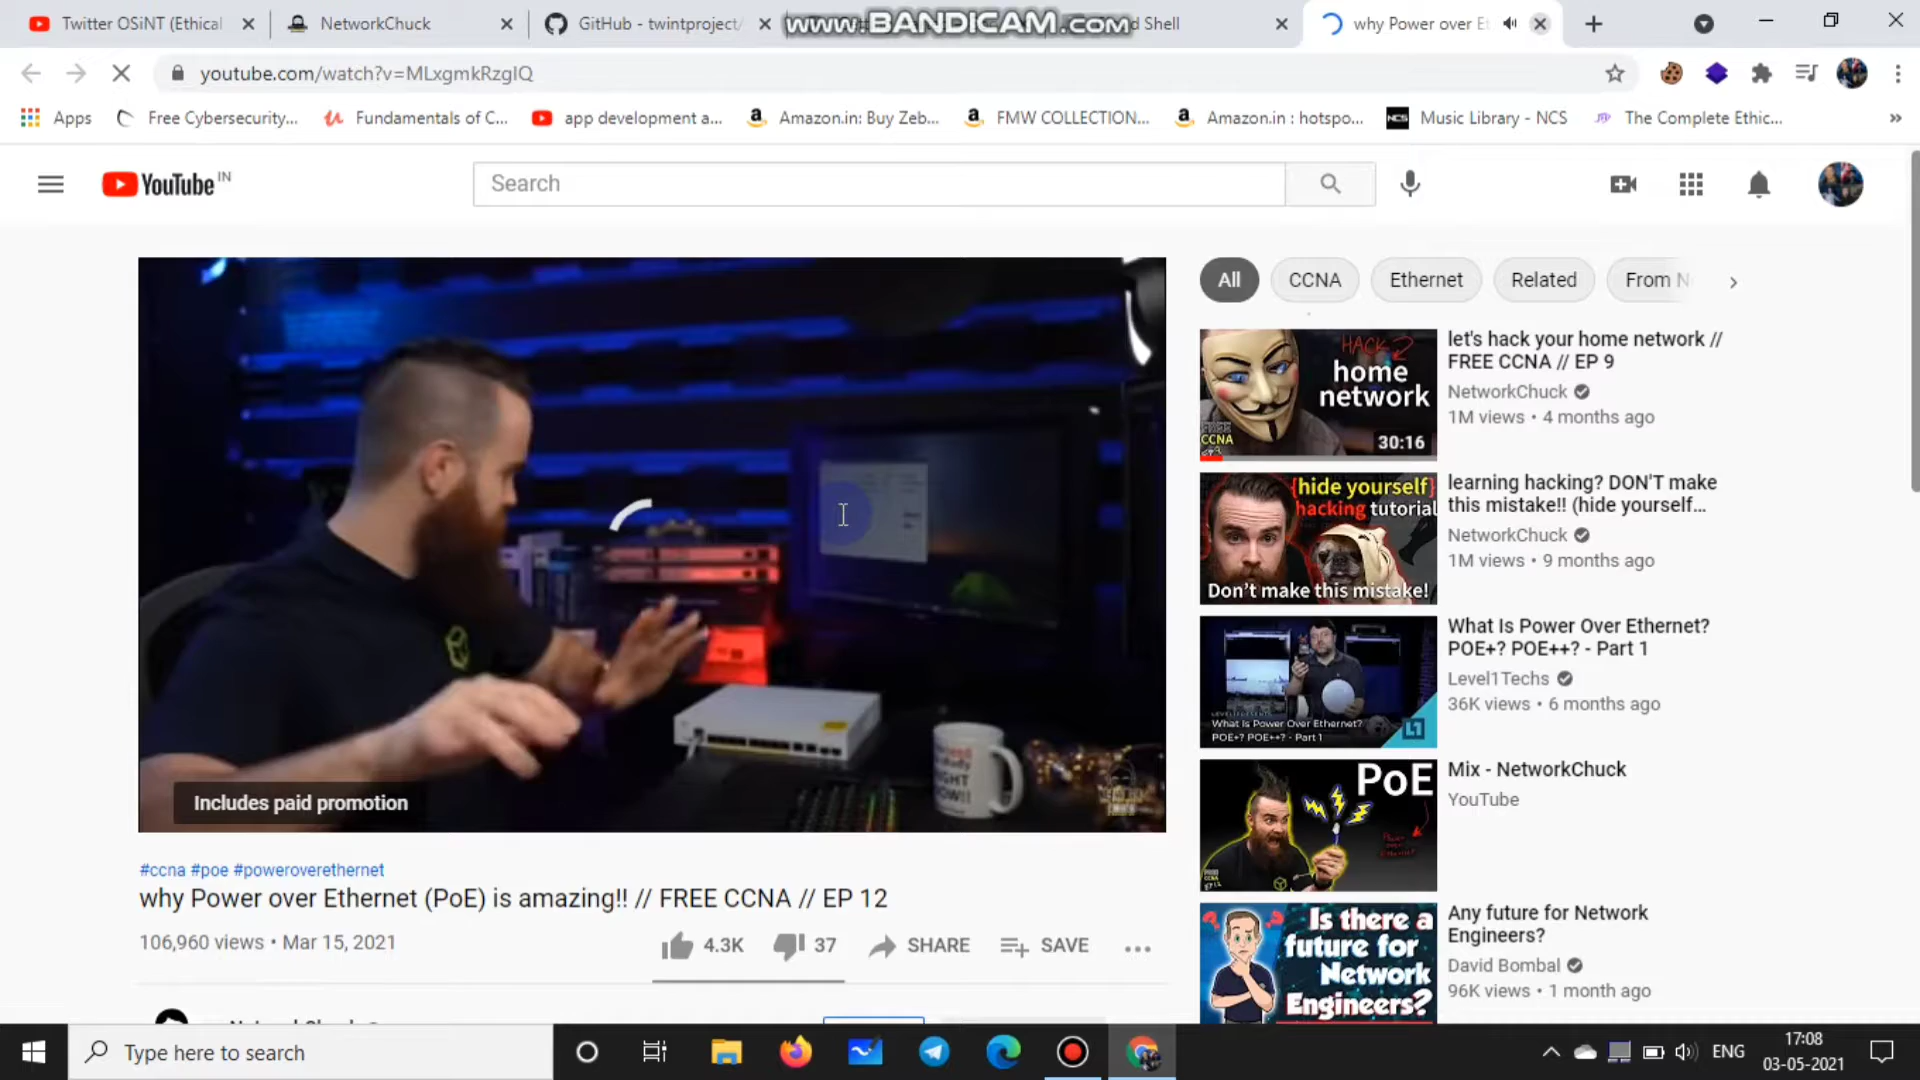 Twitter OSiNT (Ethical
NetworkChuck
GitHub - twintproject/
d Shell
why Power over Et
www.BANDICAM.com
youtube.com/watch?v=MLxgmkRzgIQ
Apps
Free Cybersecurity...
Fundamentals of C...
app development a...
Amazon.in: Buy Zeb...
FMW COLLECTION...
Amazon.in : hotspo...
NCS
Music Library - NCS
The Complete Ethic...
YouTube IN
Search
All
CCNA
Ethernet
Related
From N
HACK
home
network
FREE
CCNA
30:16
let's hack your home network //
FREE CCNA // EP 9
NetworkChuck
1M views • 4 months ago
{hide yourself}
hacking tutorial
Don't make this mistake!
learning hacking? DON'T make
this mistake!! (hide yourself...
NetworkChuck
1M views • 9 months ago
What Is Power Over Ethernet?
POE+? POE++? - Part 1
What Is Power Over Ethernet?
POE+? POE++? - Part 1
Level1Techs
36K views • 6 months ago
PoE
Mix - NetworkChuck
YouTube
Is there a
future for
Network
Engineers?
Any future for Network
Engineers?
David Bombal
96K views • 1 month ago
Includes paid promotion
#ccna #poe #poweroverethernet
why Power over Ethernet (PoE) is amazing!! // FREE CCNA // EP 12
106,960 views • Mar 15, 2021
4.3K
37
SHARE
SAVE
Type here to search
ENG
17:08
03-05-2021